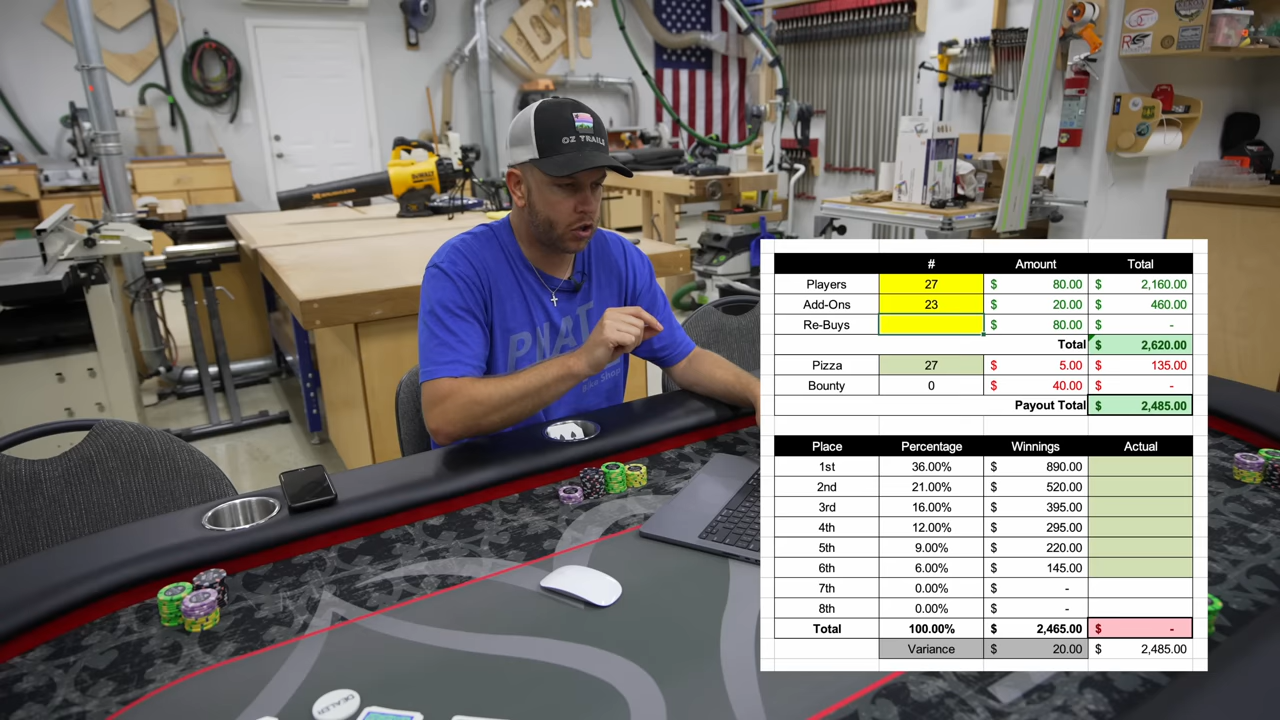 OZ TRAILS
PHAT
Bike Shop
DEWALT
DEALER
# Amount Total
Players 27 $ 80.00 $ 2,160.00
Add-Ons 23 $ 20.00 $ 460.00
Re-Buys $ 80.00 $ -
Total $ 2,620.00
Pizza 27 $ 5.00 $ 135.00
Bounty 0 $ 40.00 $ -
Payout Total $ 2,485.00
Place Percentage Winnings Actual
1st 36.00% $ 890.00
2nd 21.00% $ 520.00
3rd 16.00% $ 395.00
4th 12.00% $ 295.00
5th 9.00% $ 220.00
6th 6.00% $ 145.00
7th 0.00% $ -
8th 0.00% $ -
Total 100.00% $ 2,465.00 $ -
Variance $ 20.00 $ 2,485.00